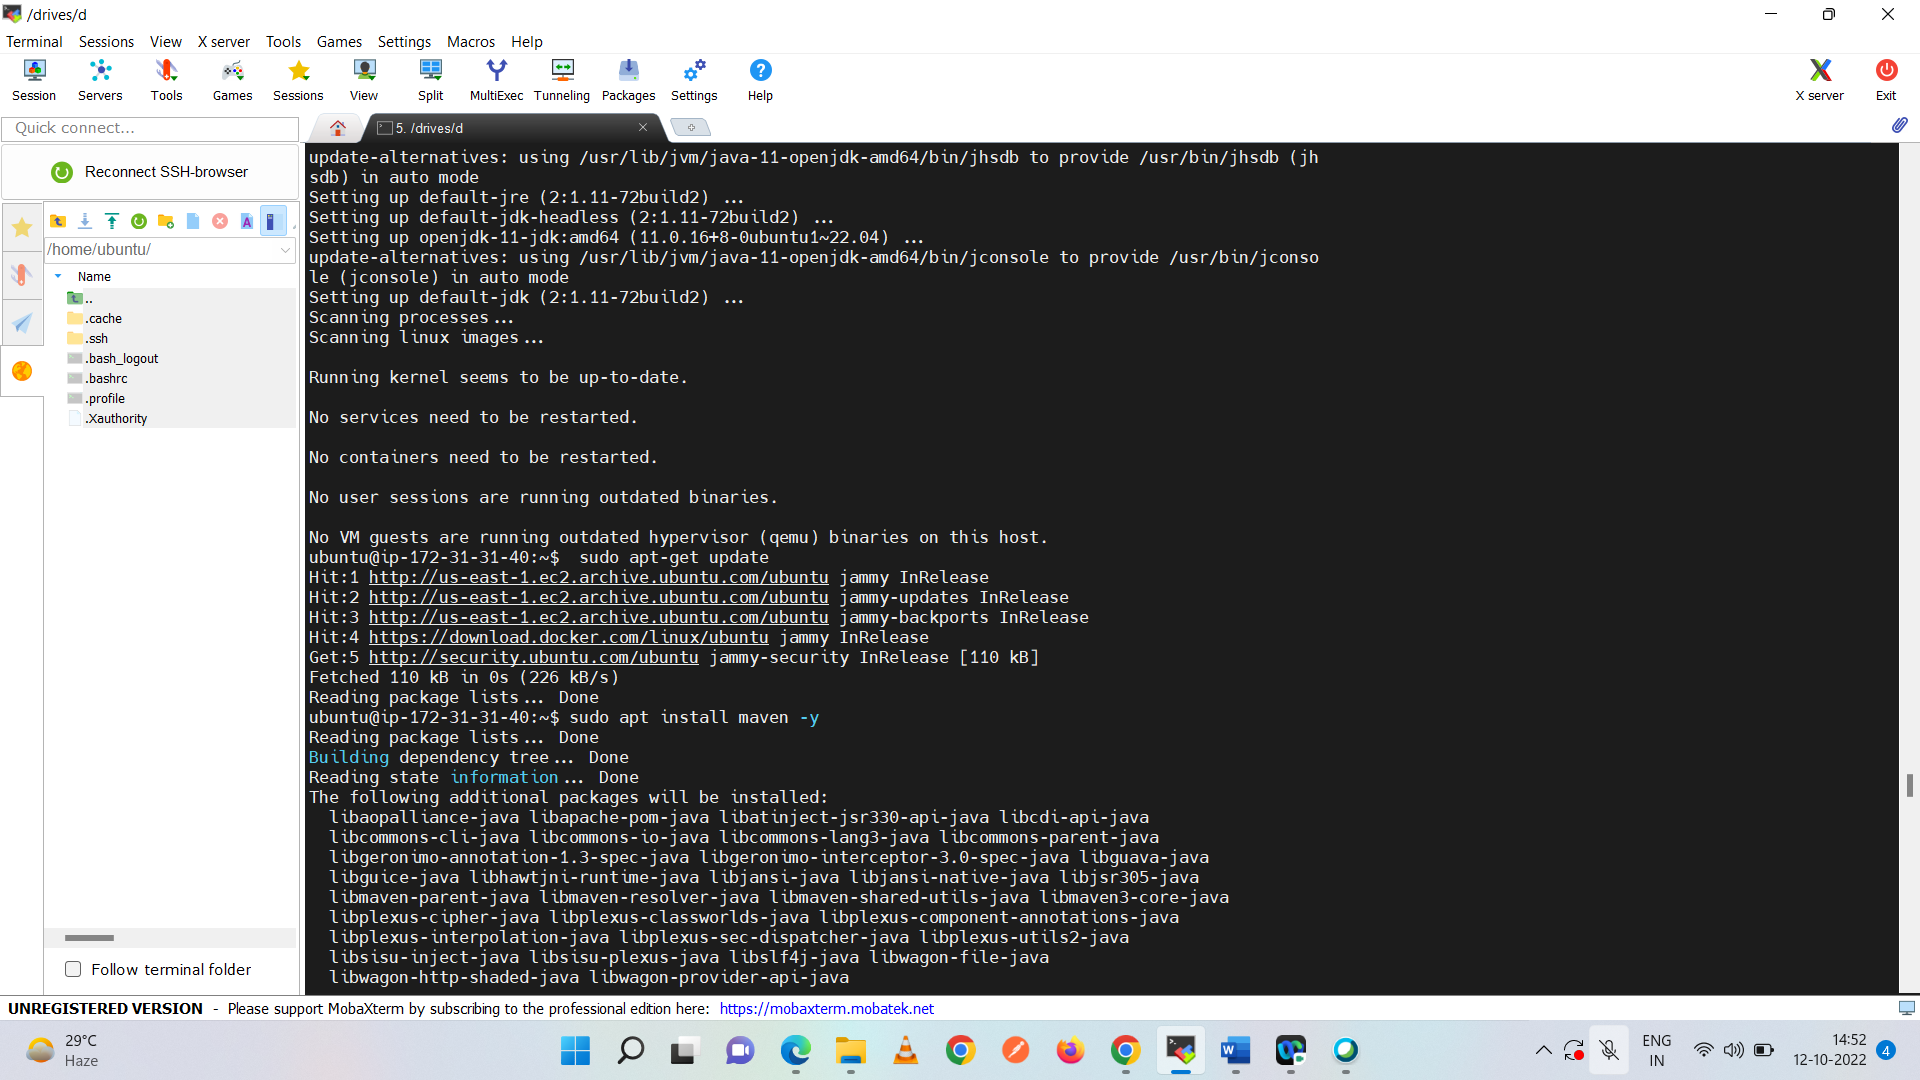 /drives/d
Terminal Sessions View X server Tools Games Settings Macros Help
Session Servers Tools Games Sessions View Split MultiExec Tunneling Packages Settings Help X server Exit
Quick connect...
5. /drives/d
Reconnect SSH-browser
/home/ubuntu/
Name
..
.cache
.ssh
.bash_logout
.bashrc
.profile
.Xauthority
Follow terminal folder
update-alternatives: using /usr/lib/jvm/java-11-openjdk-amd64/bin/jhsdb to provide /usr/bin/jhsdb (jh
sdb) in auto mode
Setting up default-jre (2:1.11-72build2) ...
Setting up default-jdk-headless (2:1.11-72build2) ...
Setting up openjdk-11-jdk:amd64 (11.0.16+8-0ubuntu1~22.04) ...
update-alternatives: using /usr/lib/jvm/java-11-openjdk-amd64/bin/jconsole to provide /usr/bin/jconso
le (jconsole) in auto mode
Setting up default-jdk (2:1.11-72build2) ...
Scanning processes...
Scanning linux images...
Running kernel seems to be up-to-date.
No services need to be restarted.
No containers need to be restarted.
No user sessions are running outdated binaries.
No VM guests are running outdated hypervisor (qemu) binaries on this host.
ubuntu@ip-172-31-31-40:~$  sudo apt-get update
Hit:1 http://us-east-1.ec2.archive.ubuntu.com/ubuntu jammy InRelease
Hit:2 http://us-east-1.ec2.archive.ubuntu.com/ubuntu jammy-updates InRelease
Hit:3 http://us-east-1.ec2.archive.ubuntu.com/ubuntu jammy-backports InRelease
Hit:4 https://download.docker.com/linux/ubuntu jammy InRelease
Get:5 http://security.ubuntu.com/ubuntu jammy-security InRelease [110 kB]
Fetched 110 kB in 0s (226 kB/s)
Reading package lists... Done
ubuntu@ip-172-31-31-40:~$ sudo apt install maven -y
Reading package lists... Done
Building dependency tree... Done
Reading state information... Done
The following additional packages will be installed:
libaopalliance-java libapache-pom-java libatinject-jsr330-api-java libcdi-api-java
libcommons-cli-java libcommons-io-java libcommons-lang3-java libcommons-parent-java
libgeronimo-annotation-1.3-spec-java libgeronimo-interceptor-3.0-spec-java libguava-java
libguice-java libhawtjni-runtime-java libjansi-java libjansi-native-java libjsr305-java
libmaven-parent-java libmaven-resolver-java libmaven-shared-utils-java libmaven3-core-java
libplexus-cipher-java libplexus-classworlds-java libplexus-component-annotations-java
libplexus-interpolation-java libplexus-sec-dispatcher-java libplexus-utils2-java
libsisu-inject-java libsisu-plexus-java libslf4j-java libwagon-file-java
libwagon-http-shaded-java libwagon-provider-api-java
UNREGISTERED VERSION - Please support MobaXterm by subscribing to the professional edition here: https://mobaxterm.mobatek.net
29°C
Haze
ENG
IN
14:52
12-10-2022
4